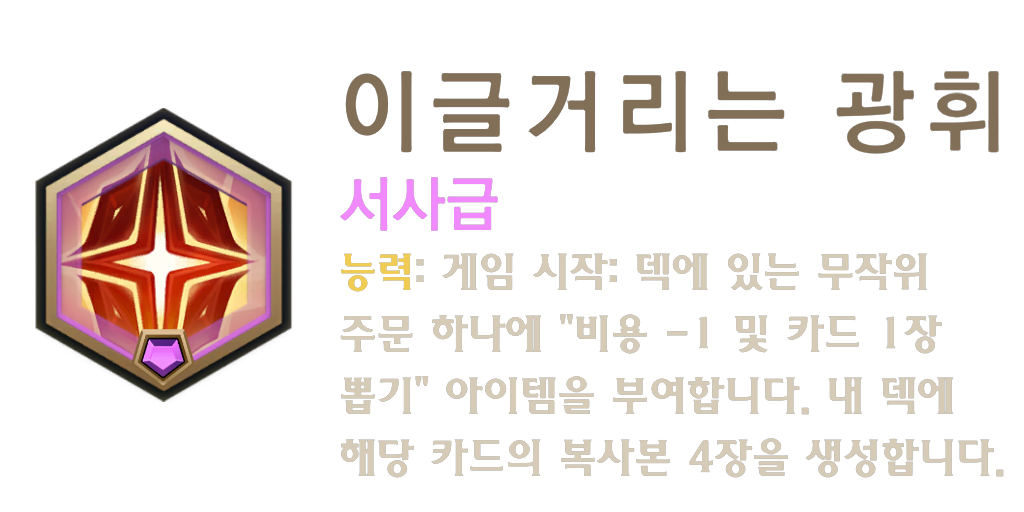 이글거리는 광휘
서사급
능력: 게임 시작: 덱에 있는 무작위
주문 하나에 "비용 -1 및 카드 1장
뽑기" 아이템을 부여합니다. 내 덱에
해당 카드의 복사본 4장을 생성합니다.